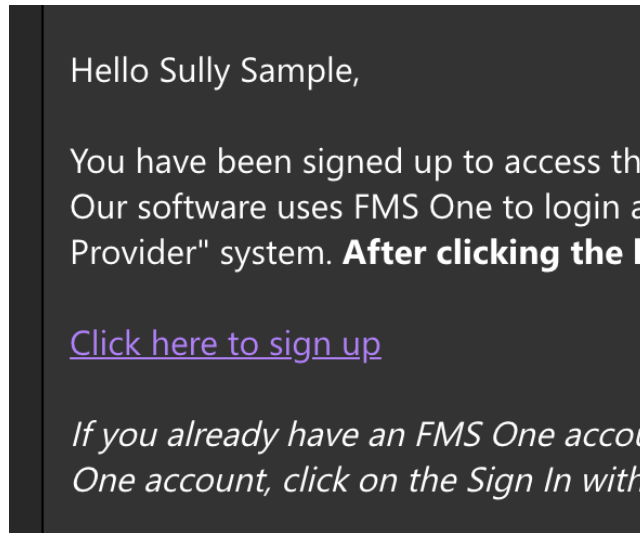 Hello Sully Sample,
You have been signed up to access
Our software uses FMS One to login
Provider" system. After clicking the
Click here to sign up
If you already have an FMS One
One account, click on the Sign In with